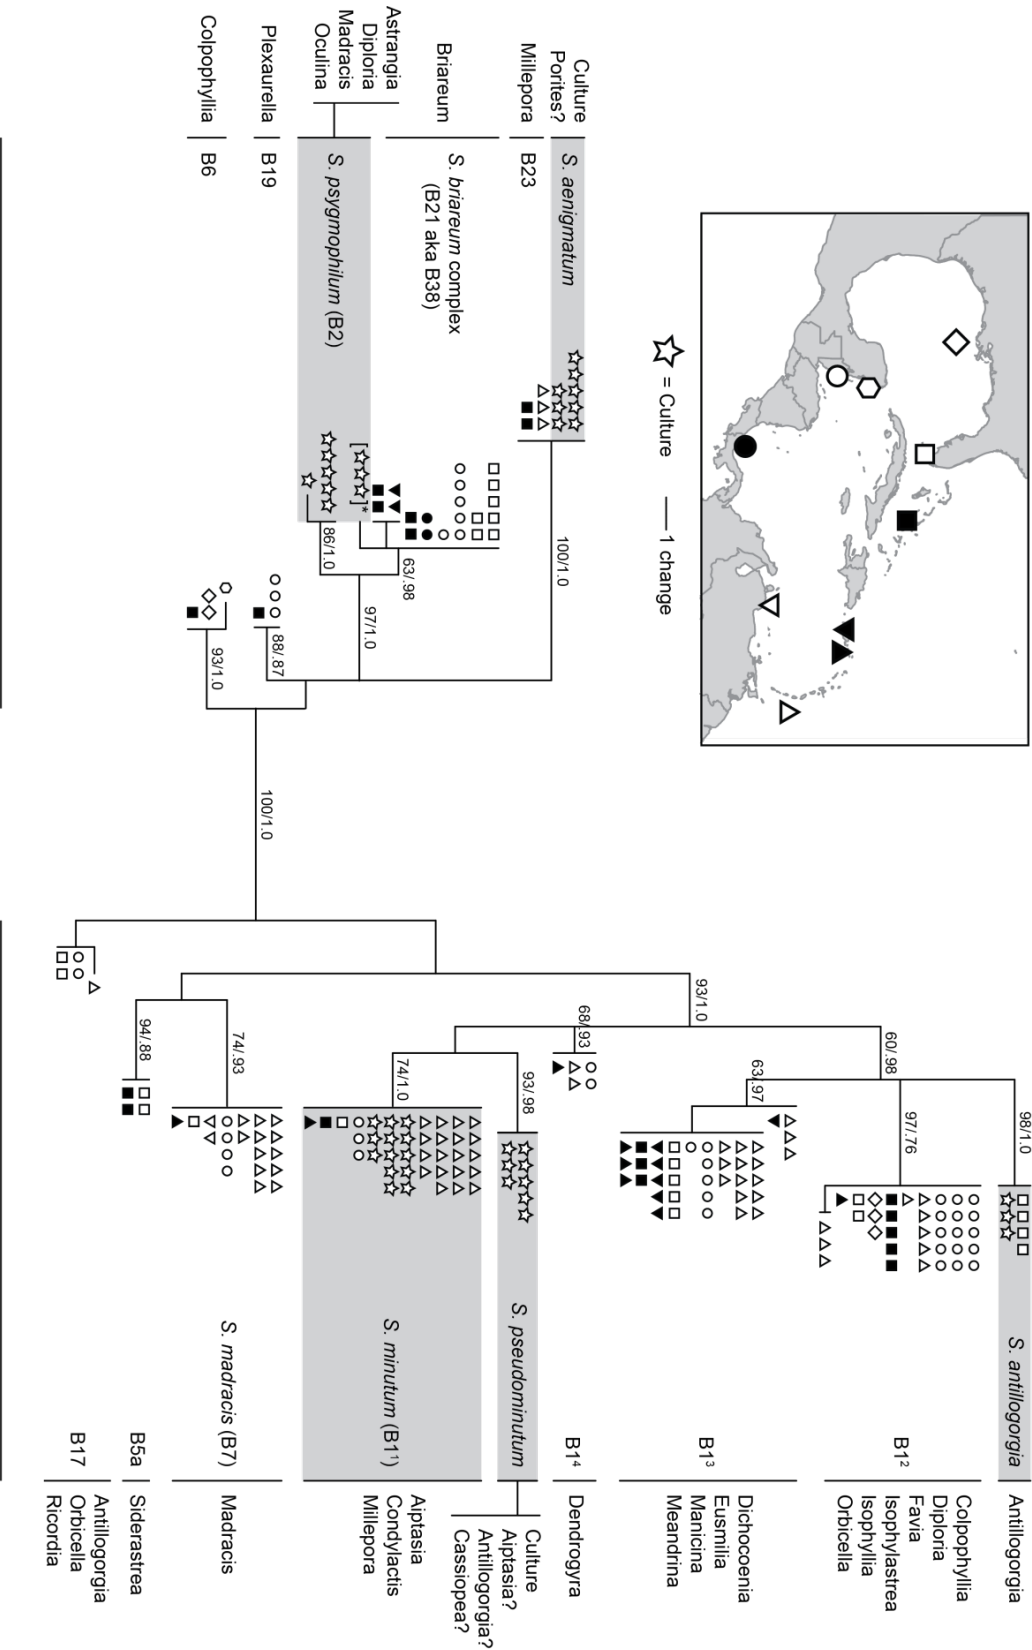 Culture
Porites?
S. aenigmatum
Millepora
B23
Briareum
S. briareum complex
(B21 aka B38)
Astrangia
Diploria
Madracis
Oculina
S. psygmophilum (B2)
Plexaurella
B19
Colpophyllia
B6
= Culture
1 change
100/1.0
[ ]*
63/.98
86/1.0
97/1.0
88/.87
93/1.0
100/1.0
98/1.0
60/.98
97/.76
93/1.0
63/.97
68/.93
93/.98
74/1.0
74/.93
94/.88
S. antillogorgia
Antillogorgia
B1²
Colpophyllia
Diploria
Favia
Isophylastrea
Isophyllia
Orbicella
B1³
Dichocoenia
Eusmilia
Manicina
Meandrina
B1⁴
Dendrogyra
S. pseudominutum
Culture
Aiptasia?
Antillogorgia?
Cassiopea?
S. minutum (B1¹)
Aiptasia
Condylactis
Millepora
S. madracis (B7)
Madracis
B5a
Siderastrea
B17
Antillogorgia
Orbicella
Ricordia